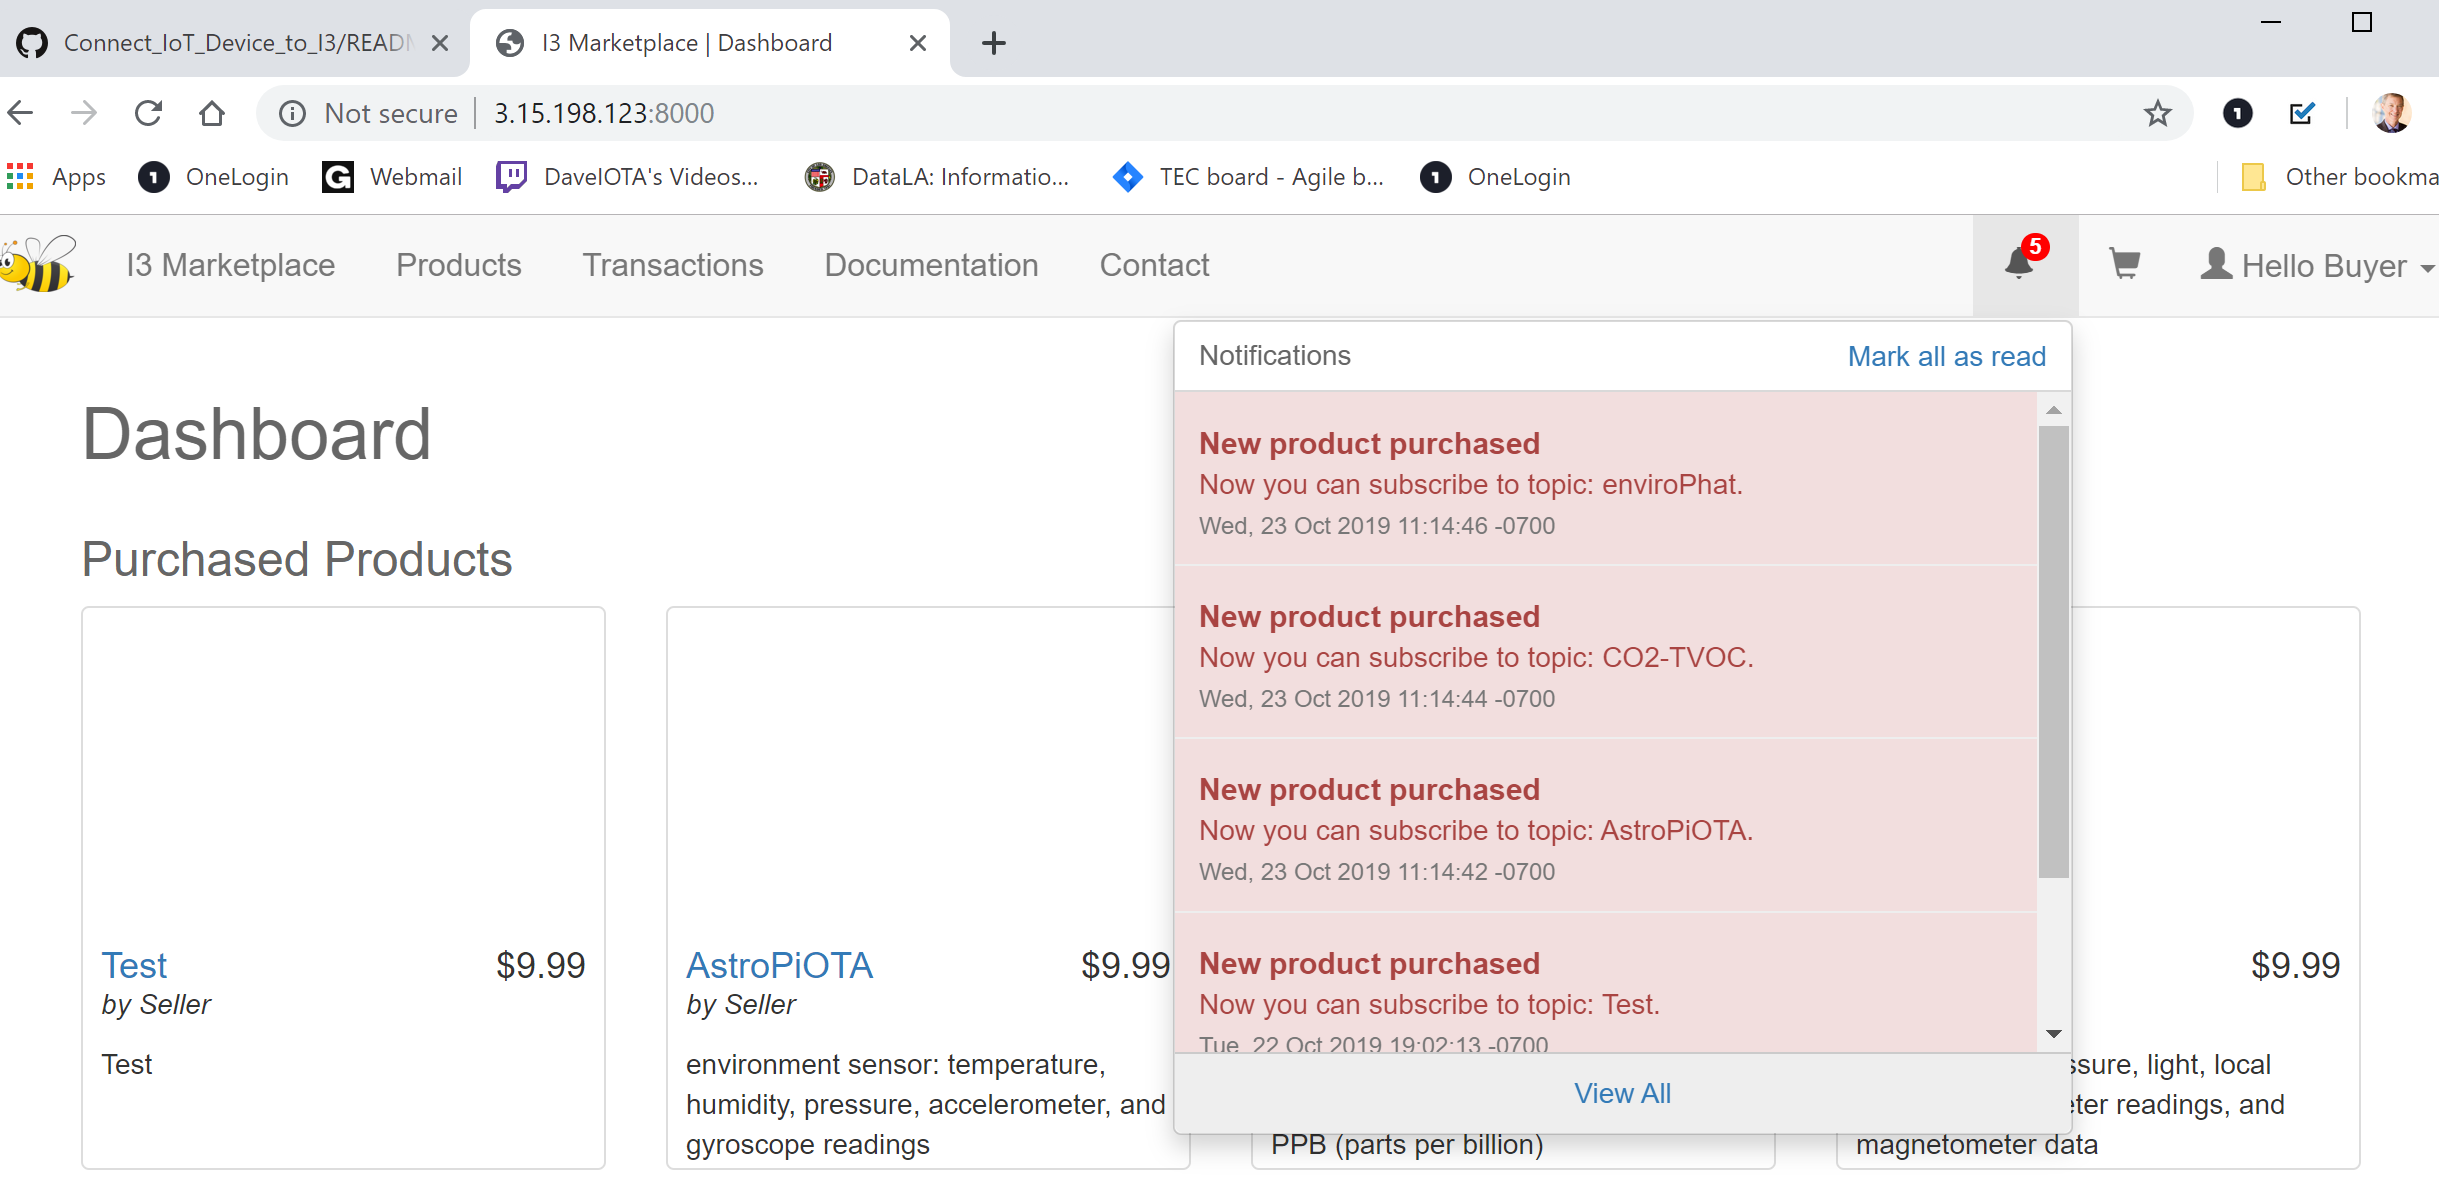 Connect_IoT_Device_to_I3/READ
I3 Marketplace | Dashboard
Not secure
3.15.198.123:8000
Apps
1
OneLogin
G
Webmail
DaveIOTA's Videos...
DataLA: Informatio...
TEC board - Agile b...
1
OneLogin
Other bookma
I3 Marketplace
Products
Transactions
Documentation
Contact
5
Hello Buyer
Notifications
Mark all as read
Dashboard
New product purchased
Now you can subscribe to topic: enviroPhat.
Wed, 23 Oct 2019 11:14:46 -0700
Purchased Products
New product purchased
Now you can subscribe to topic: CO2-TVOC.
Wed, 23 Oct 2019 11:14:44 -0700
New product purchased
Now you can subscribe to topic: AstroPiOTA.
Wed, 23 Oct 2019 11:14:42 -0700
New product purchased
Now you can subscribe to topic: Test.
Tue, 22 Oct 2019 19:02:13 -0700
View All
Test
$9.99
by Seller
Test
AstroPiOTA
$9.99
by Seller
environment sensor: temperature,
humidity, pressure, accelerometer, and
gyroscope readings
PPB (parts per billion)
$9.99
ssure, light, local
ter readings, and
magnetometer data